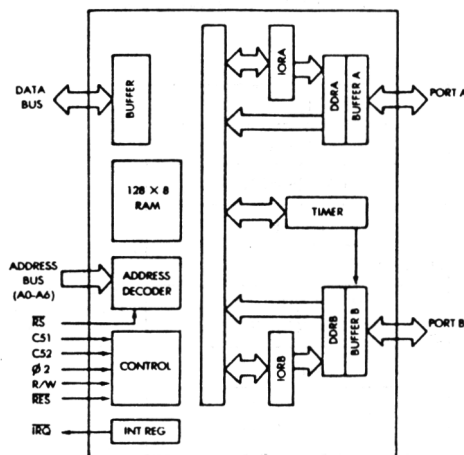 DATA
BUS
BUFFER
IORA
DDRA
BUFFER A
PORT A
128 × 8
RAM
TIMER
ADDRESS
BUS
(A0-A6)
ADDRESS
DECODER
RS
CS1
CS2
Ø 2
R/W
RES
CONTROL
DDRB
BUFFER B
PORT B
IORB
IRQ
INT REG